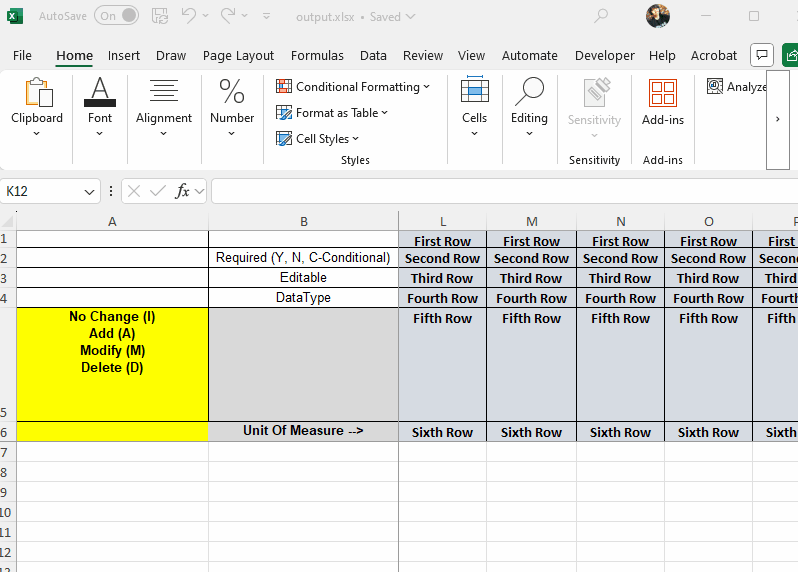 AutoSave Off output.xlsx • Saved
File Home Insert Draw Page Layout Formulas Data Review View Automate Developer Help Acrobat
Clipboard Font Alignment Number Conditional Formatting Format as Table Cell Styles Cells Editing Sensitivity Add-ins Analyze
Styles Sensitivity Add-ins
K12 fx
A B L M N O P
1 First Row First Row First Row First Row First
2 Required (Y, N, C-Conditional) Second Row Second Row Second Row Second Row Secon
3 Editable Third Row Third Row Third Row Third Row Third
4 DataType Fourth Row Fourth Row Fourth Row Fourth Row Fourt
No Change (I) Fifth Row Fifth Row Fifth Row Fifth Row Fifth
Add (A)
Modify (M)
Delete (D)
5
6 Unit Of Measure --> Sixth Row Sixth Row Sixth Row Sixth Row Sixth
7
8
9
10
11
12